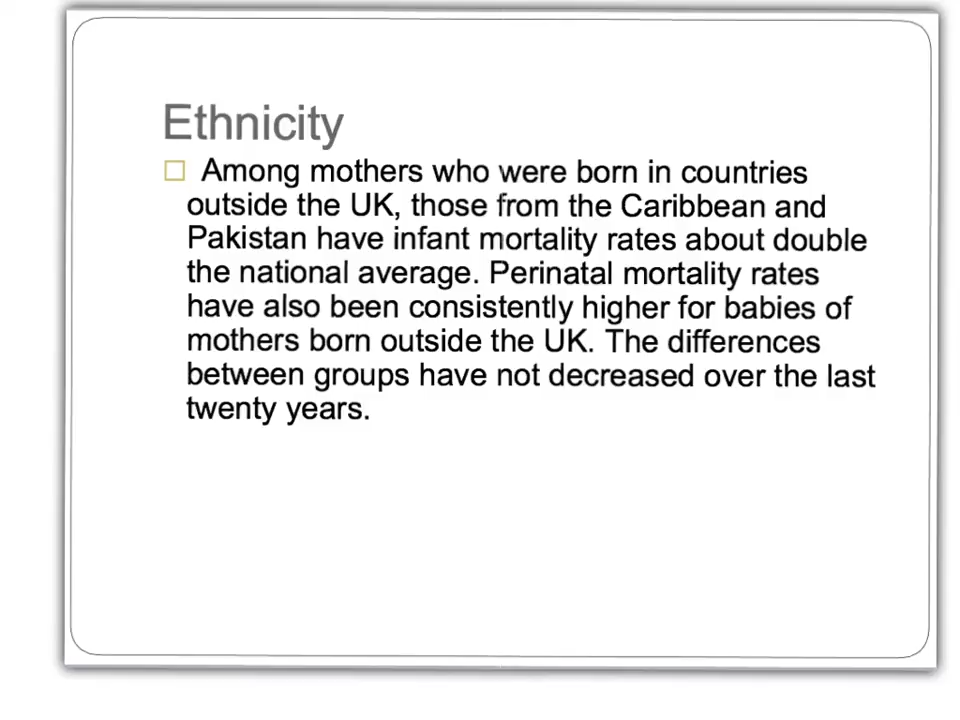 Ethnicity
Among mothers who were born in countries
outside the UK, those from the Caribbean and
Pakistan have infant mortality rates about double
the national average. Perinatal mortality rates
have also been consistently higher for babies of
mothers born outside the UK. The differences
between groups have not decreased over the last
twenty years.